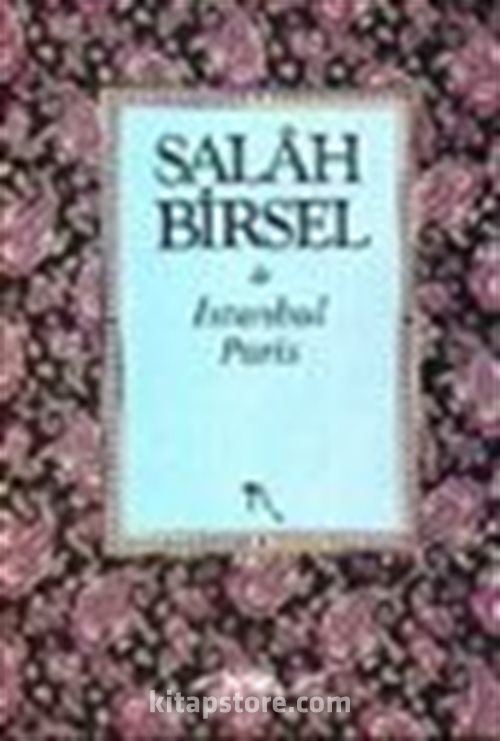 SALÂH
BİRSEL
İstanbul
Paris
kitapstore.com